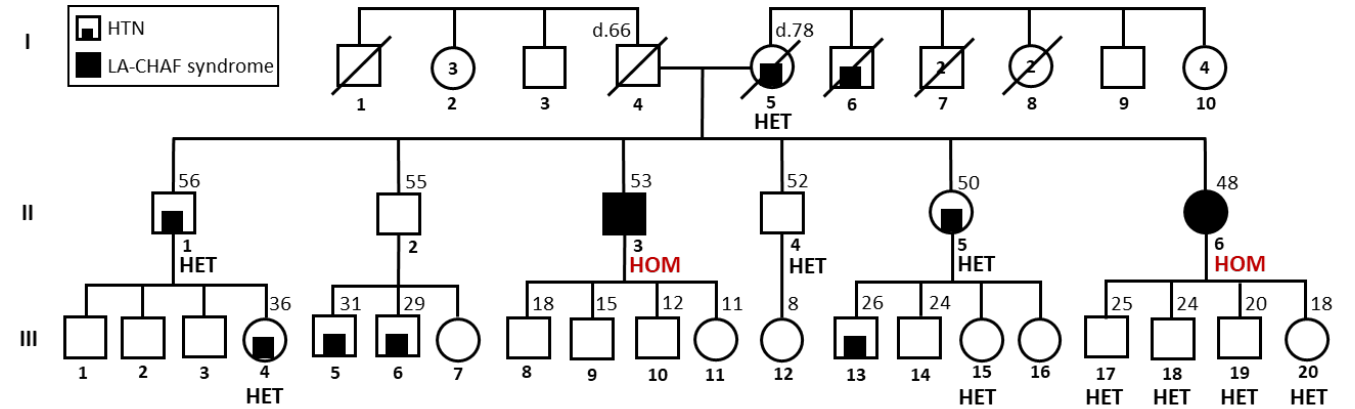 HTN
LA-CHAF syndrome
I
d.66 d.78
3 2 2 4
1 2 3 4 5 6 7 8 9 10
HET
II
56 55 53 52 50 48
1 2 3 4 5 6
HET HOM HET HET HOM
III
36 31 29 18 15 12 11 8 26 24 25 24 20 18
1 2 3 4 5 6 7 8 9 10 11 12 13 14 15 16 17 18 19 20
HET HET HET HET HET HET